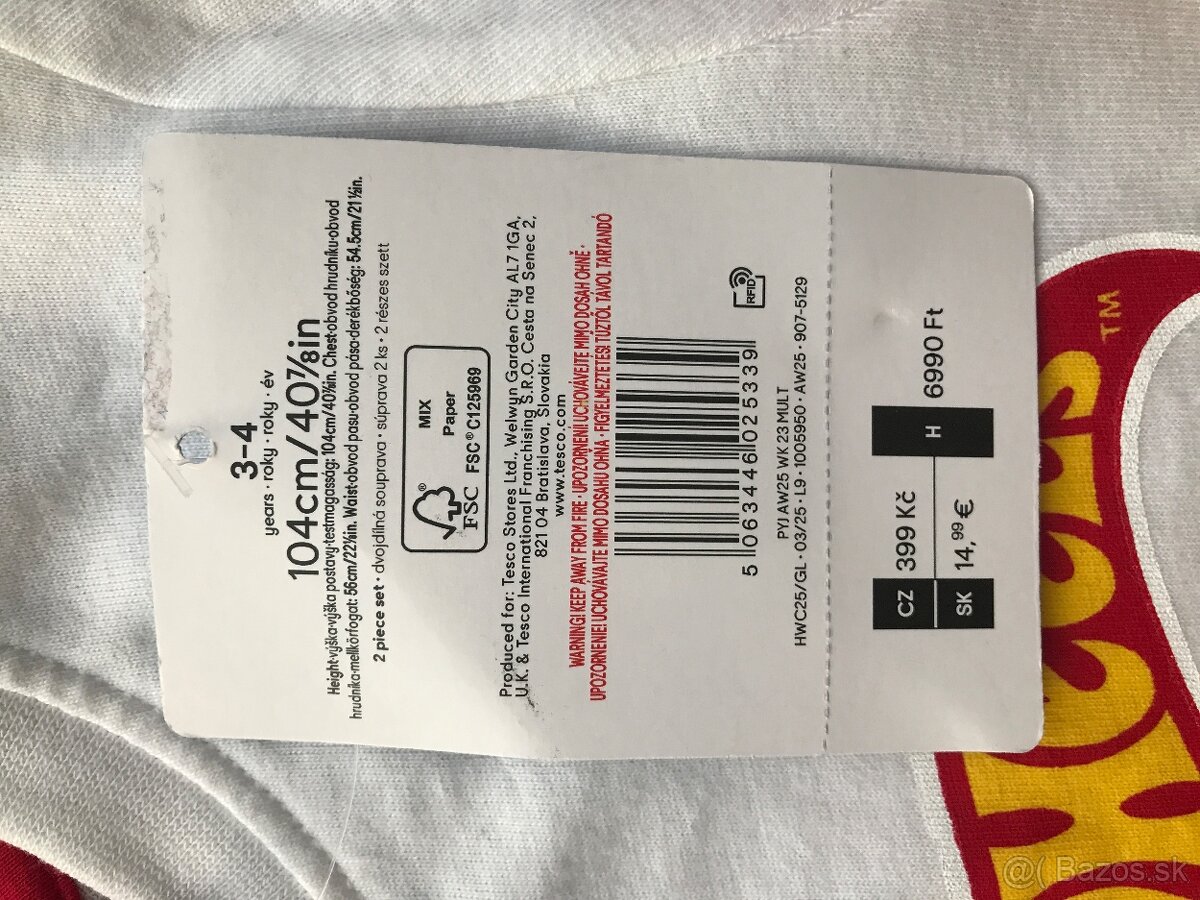 3-4
years · roky · roky · év
104cm/40⅞in
Height·výška·výška postavy·testmagasság: 104cm/40⅞in. Chest·obvod hrudníku·obvod
hrudníka·mellkörfogat: 56cm/22⅛in. Waist·obvod pasu·obvod pása·derékbőség: 54.5cm/21½in.
2 piece set · dvojdílná souprava · súprava 2 ks · 2 részes szett
FSC®
MIX
Paper
FSC® C125969
Produced for: Tesco Stores Ltd., Welwyn Garden City AL7 1GA,
U.K. & Tesco International Franchising S.R.O. Cesta na Senec 2,
821 04 Bratislava, Slovakia
www.tesco.com
WARNING! KEEP AWAY FROM FIRE · UPOZORNENÍ! UCHOVÁVEJTE MIMO DOSAH OHNĚ ·
UPOZORNENIE! UCHOVÁVAJTE MIMO DOSAHU OHŇA · FIGYELMEZTETÉS! TŰZTŐL TÁVOL TARTANDÓ
5 063446 025339
RFID
PYJ AW25 WK 23 MULT
HWC25/GL · 03/25 · L9 · 1005950 · AW25 · 907-5129
CZ 399 Kč H 6990 Ft
SK 14,99 €
Wheels™
@( Bazos.sk